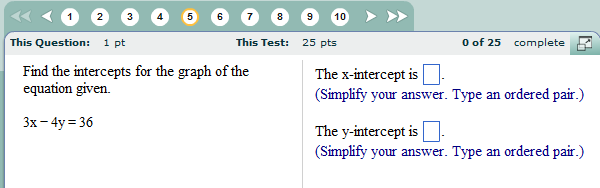 << < 1 2 3 4 5 6 7 8 9 10 > >>
This Question: 1 pt This Test: 25 pts 0 of 25 complete
Find the intercepts for the graph of the
equation given.
3x − 4y = 36
The x-intercept is .
(Simplify your answer. Type an ordered pair.)
The y-intercept is .
(Simplify your answer. Type an ordered pair.)